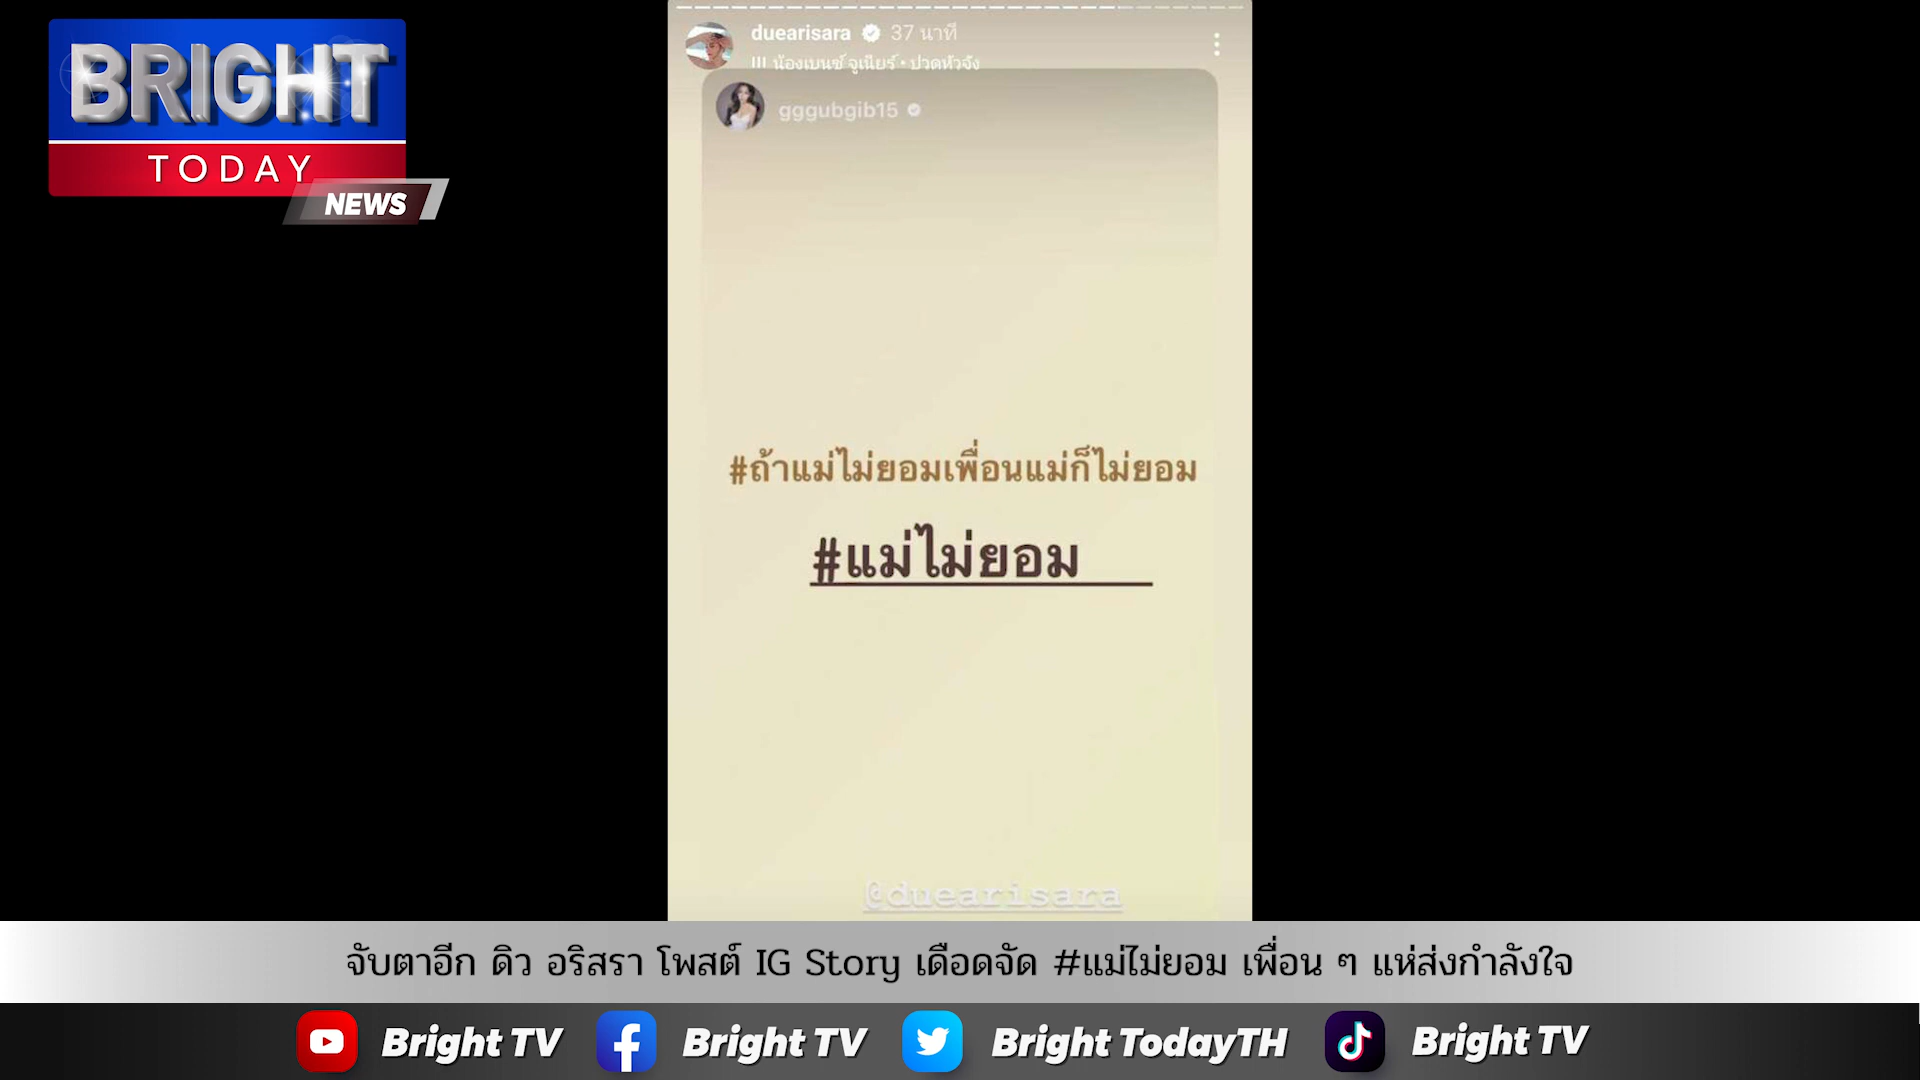 BRIGHT
TODAY
NEWS
duearisara 37 นาที
น้องเบนซ์ จูเนียร์ • ปวดหัวจัง
gggubgib15
#ถ้าแม่ไม่ยอมเพื่อนแม่ก็ไม่ยอม
#แม่ไม่ยอม
@duearisara
จับตาอีก ดิว อริสรา โพสต์ IG Story เดือดจัด #แม่ไม่ยอม เพื่อน ๆ แห่ส่งกำลังใจ
Bright TV Bright TV Bright TodayTH Bright TV